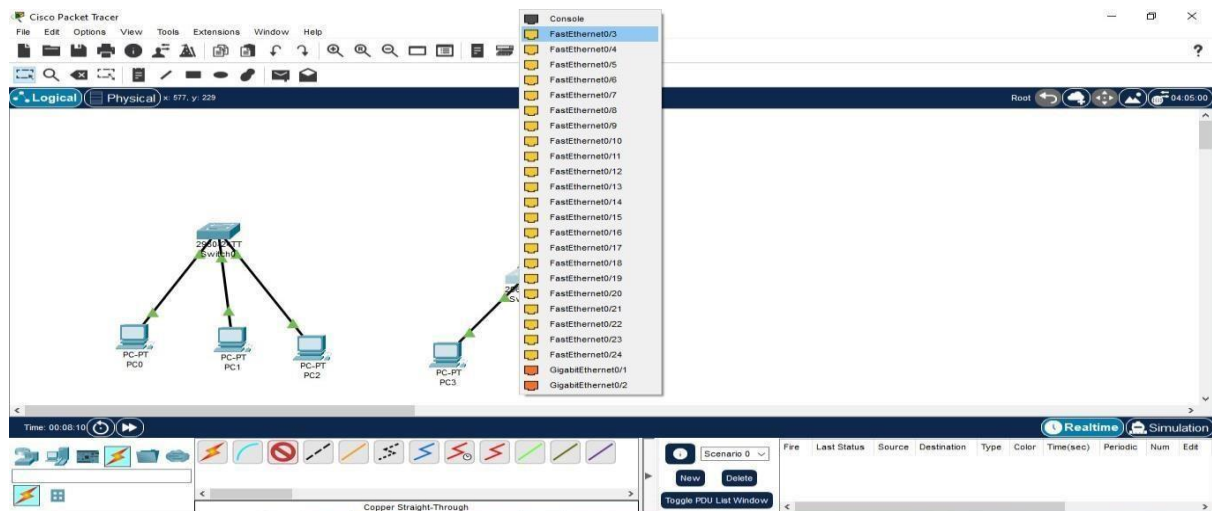 Cisco Packet Tracer
File Edit Options View Tools Extensions Window Help
?
Logical Physical x: 577, y: 229 Root 04:05:00
Console
FastEthernet0/3
FastEthernet0/4
FastEthernet0/5
FastEthernet0/6
FastEthernet0/7
FastEthernet0/8
FastEthernet0/9
FastEthernet0/10
FastEthernet0/11
FastEthernet0/12
FastEthernet0/13
FastEthernet0/14
FastEthernet0/15
FastEthernet0/16
FastEthernet0/17
FastEthernet0/18
FastEthernet0/19
FastEthernet0/20
FastEthernet0/21
FastEthernet0/22
FastEthernet0/23
FastEthernet0/24
GigabitEthernet0/1
GigabitEthernet0/2
Switch0
PC-PT
PC0
PC-PT
PC1
PC-PT
PC2
PC-PT
PC3
Time: 00:08:10 Realtime Simulation
Scenario 0
New Delete
Toggle PDU List Window
Fire Last Status Source Destination Type Color Time(sec) Periodic Num Edit
Copper Straight-Through